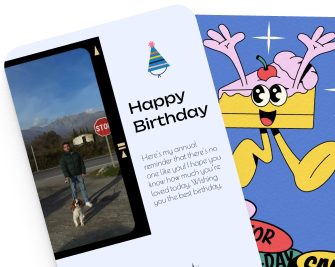 STOP
Happy
Birthday
Here's my annual
reminder that there's no
one like you! I hope you
know how much you're
loved today. Wishing
you the best birthday.
OR
DAY